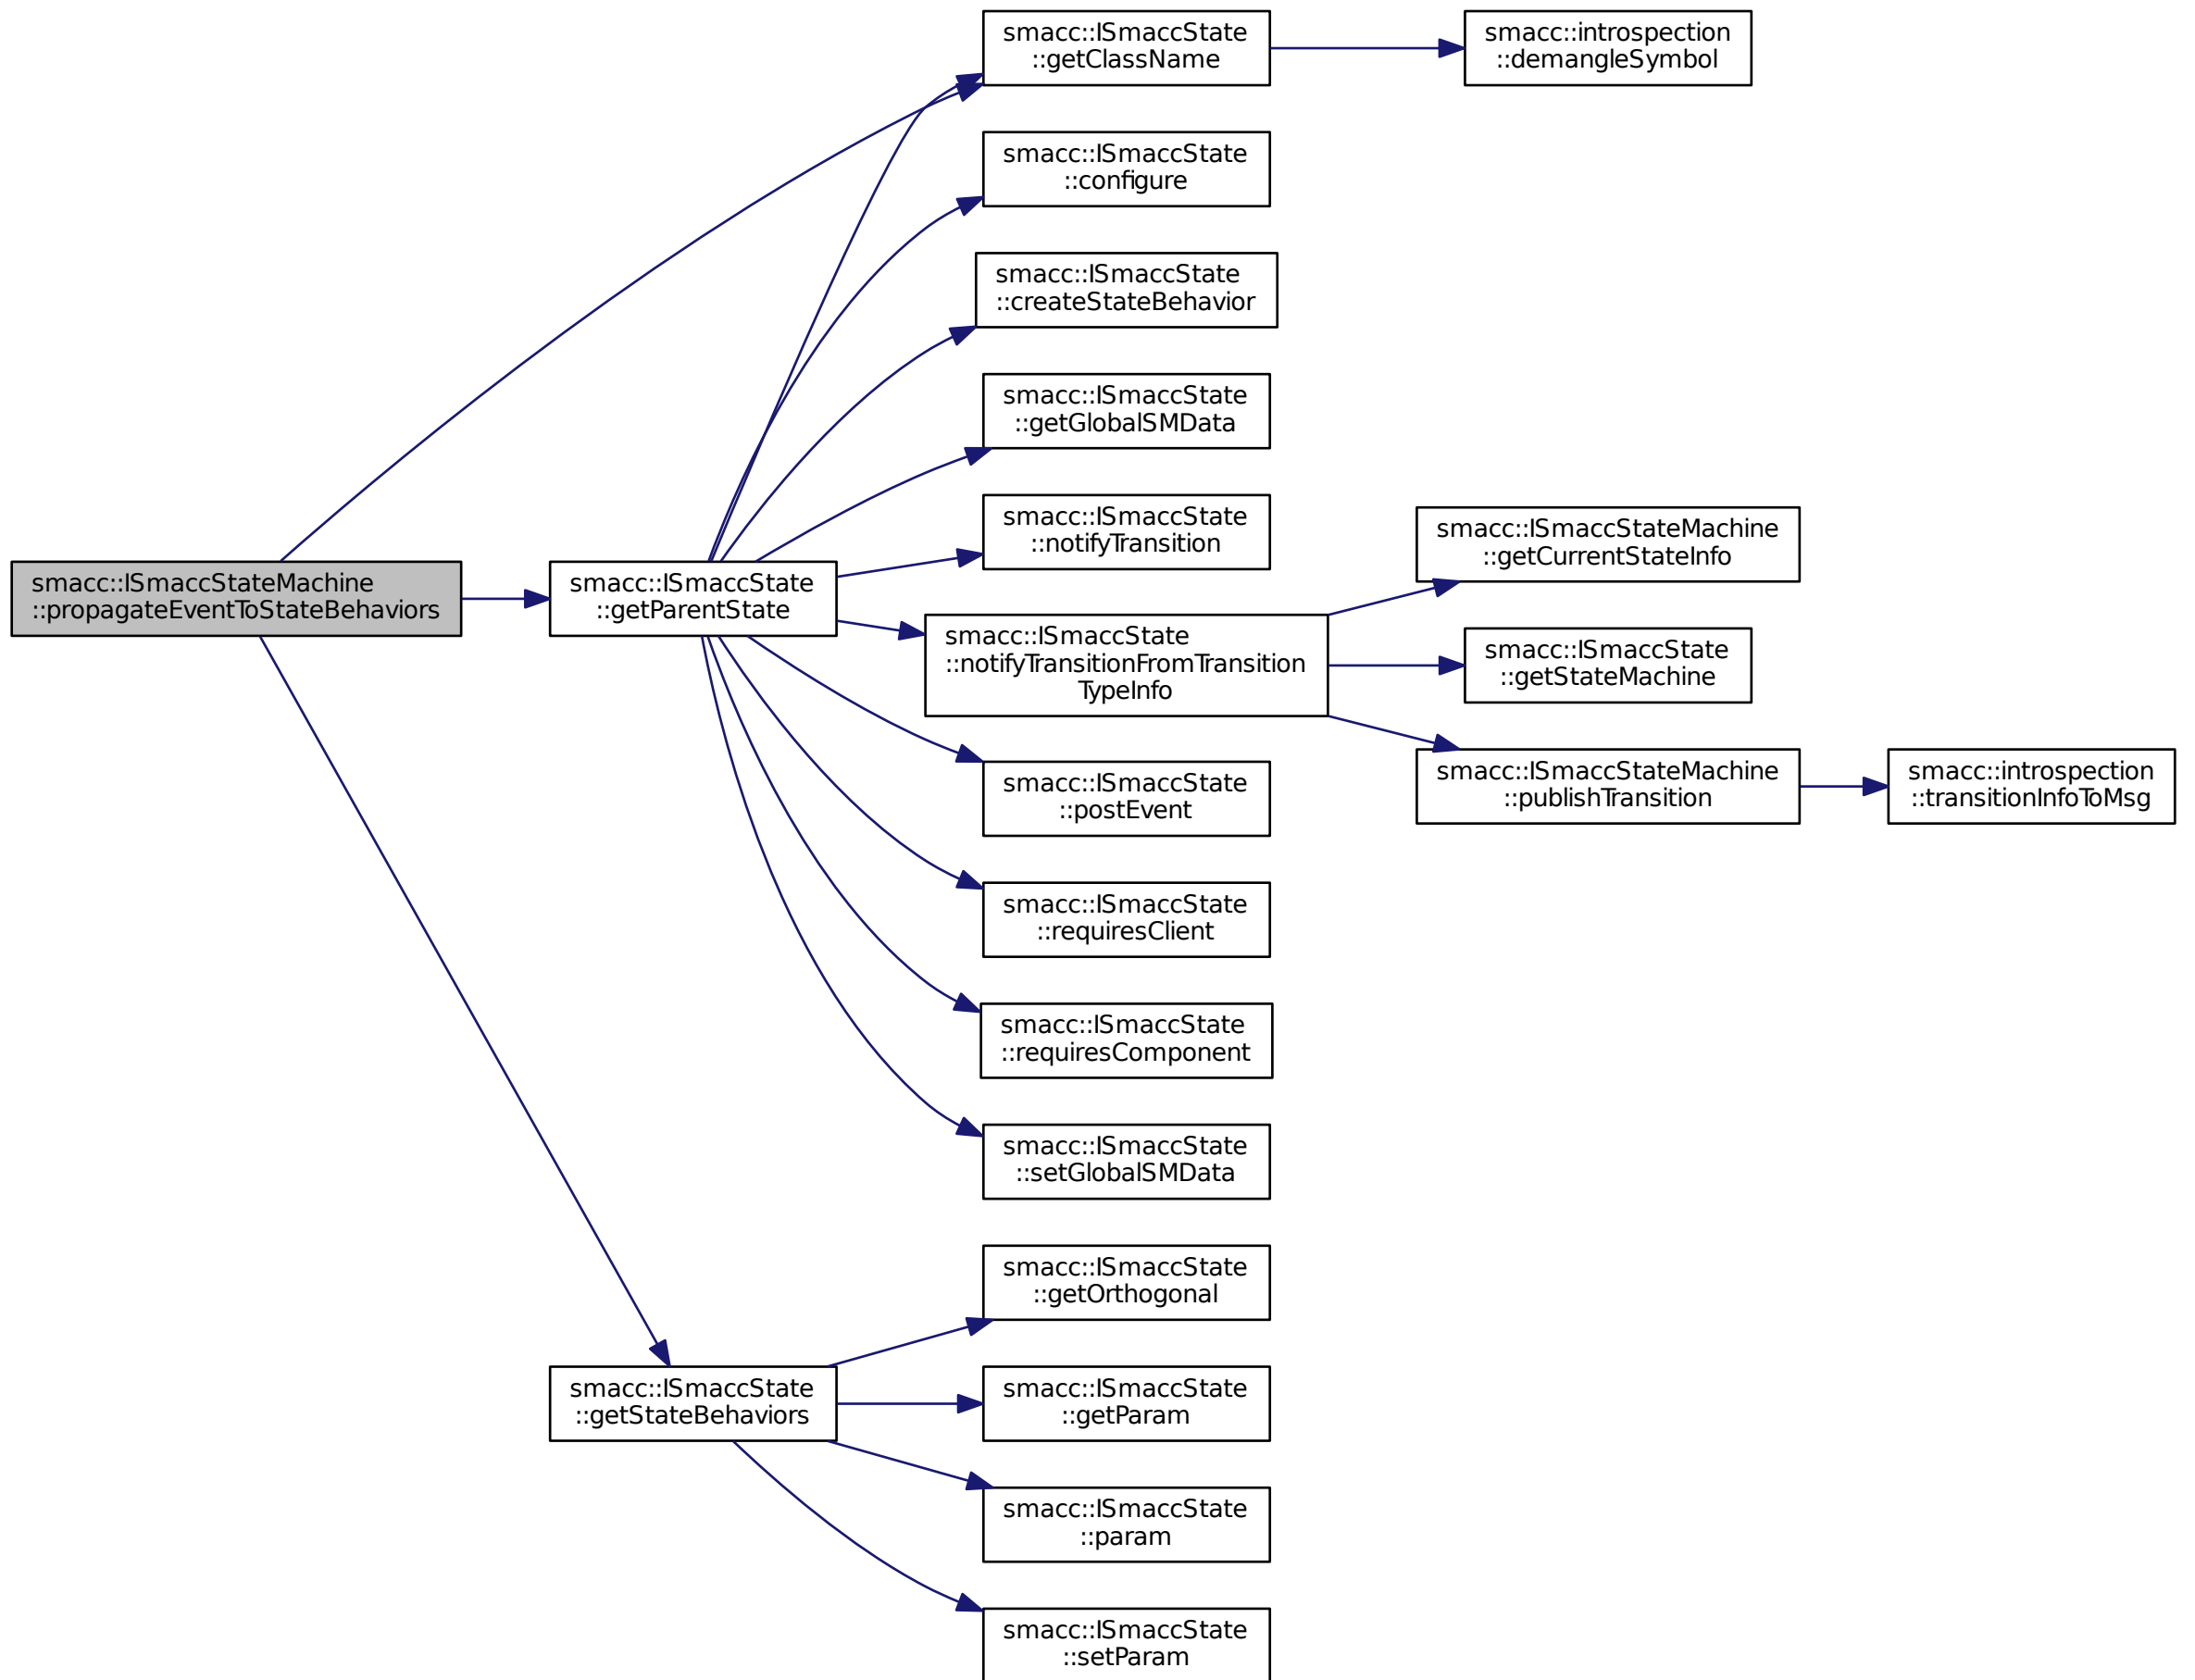 smacc::ISmaccState
::getClassName
smacc::introspection
::demangleSymbol
smacc::ISmaccState
::configure
smacc::ISmaccState
::createStateBehavior
smacc::ISmaccState
::getGlobalSMData
smacc::ISmaccState
::notifyTransition
smacc::ISmaccStateMachine
::getCurrentStateInfo
smacc::ISmaccStateMachine
::propagateEventToStateBehaviors
smacc::ISmaccState
::getParentState
smacc::ISmaccState
::notifyTransitionFromTransition
TypeInfo
smacc::ISmaccState
::getStateMachine
smacc::ISmaccState
::postEvent
smacc::ISmaccStateMachine
::publishTransition
smacc::introspection
::transitionInfoToMsg
smacc::ISmaccState
::requiresClient
smacc::ISmaccState
::requiresComponent
smacc::ISmaccState
::setGlobalSMData
smacc::ISmaccState
::getOrthogonal
smacc::ISmaccState
::getStateBehaviors
smacc::ISmaccState
::getParam
smacc::ISmaccState
::param
smacc::ISmaccState
::setParam